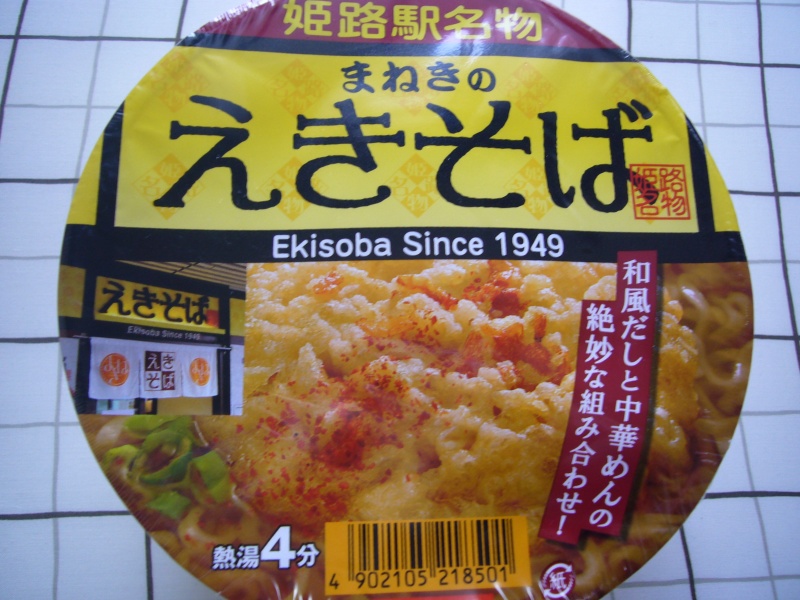 姫路駅名物
まねきの
えきそば
姫路名物
Ekisoba Since 1949
えきそば
Ekisoba Since 1949
えき
そば
和風だしと中華めんの
絶妙な組み合わせ!
熱湯4分
4 902105 218501
紙